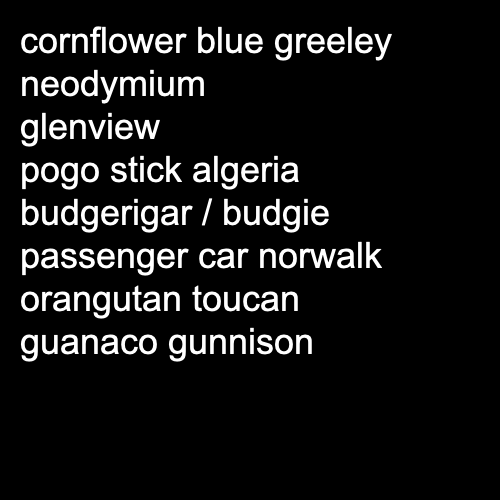 cornflower blue greeley
neodymium
glenview
pogo stick algeria
budgerigar / budgie
passenger car norwalk
orangutan toucan
guanaco gunnison